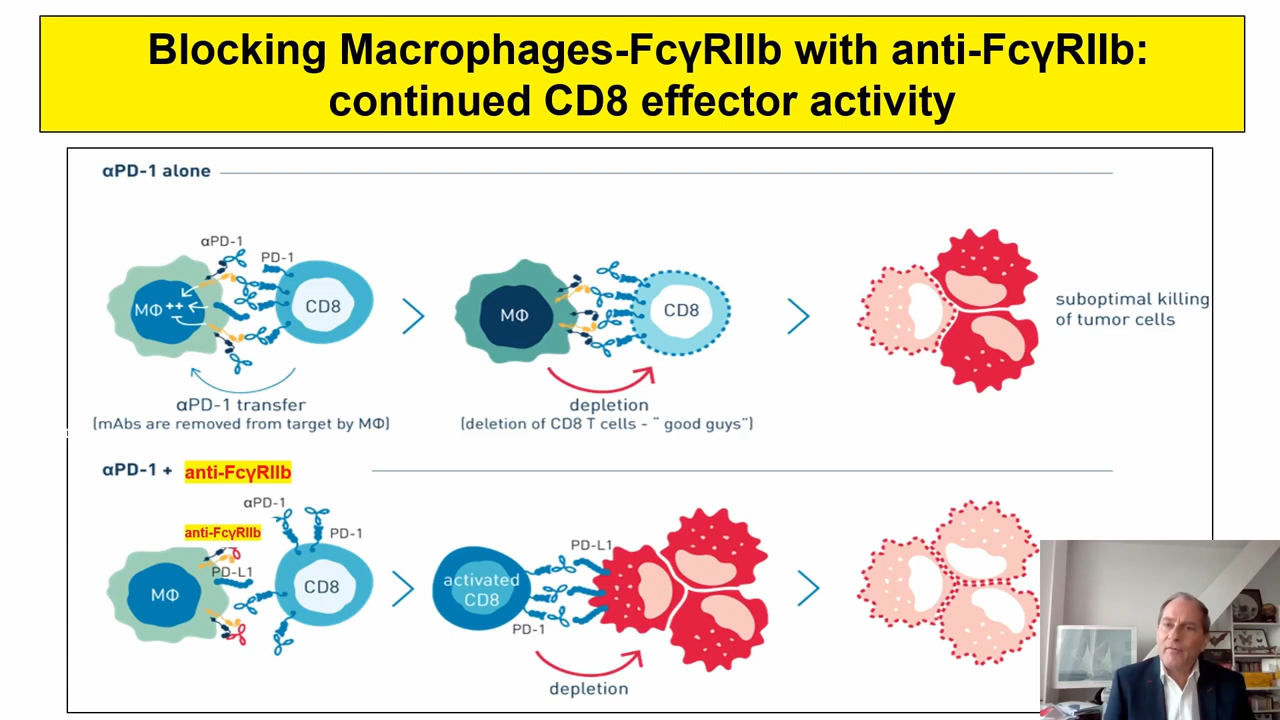 Blocking Macrophages-FcγRIIb with anti-FcγRIIb:
continued CD8 effector activity
αPD-1 alone
αPD-1
PD-1
MΦ
++
CD8
αPD-1 transfer
(mAbs are removed from target by MΦ)
MΦ
CD8
depletion
(deletion of CD8 T cells - " good guys")
suboptimal killing
of tumor cells
αPD-1 + anti-FcγRIIb
αPD-1
anti-FcγRIIb
PD-1
PD-L1
MΦ
CD8
activated
CD8
PD-L1
PD-1
depletion